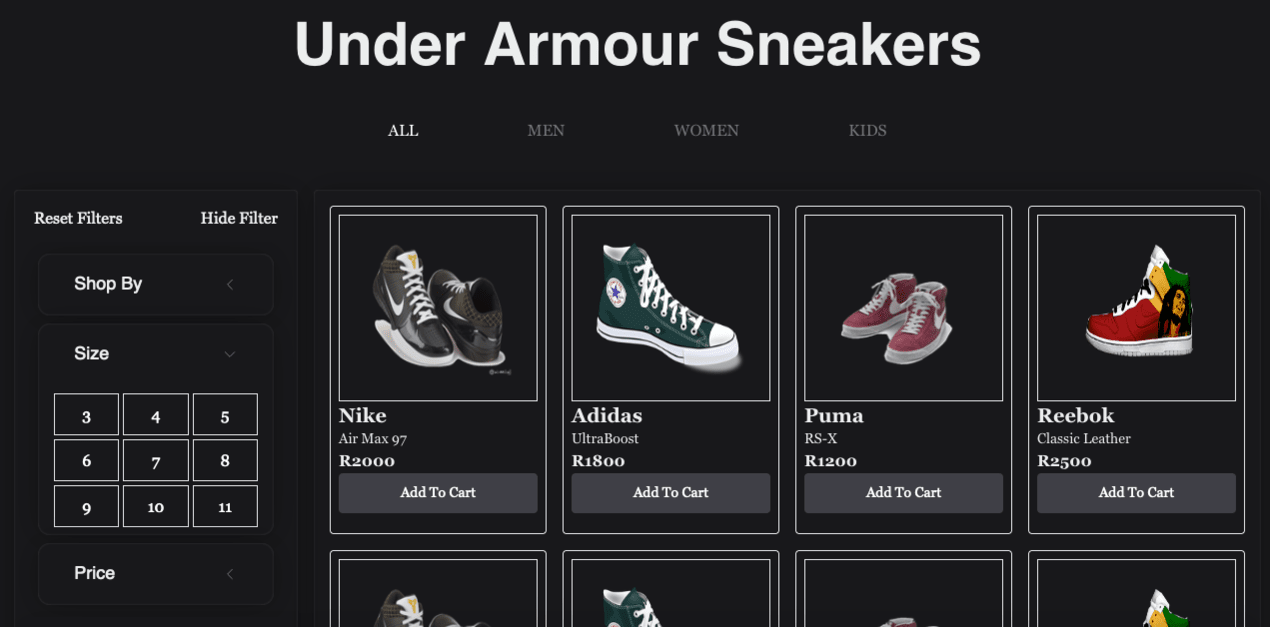 Under Armour Sneakers
ALL MEN WOMEN KIDS
Reset Filters Hide Filter
Shop By
Size
3 4 5
6 7 8
9 10 11
Price
Nike
Air Max 97
R2000
Add To Cart
Adidas
UltraBoost
R1800
Add To Cart
Puma
RS-X
R1200
Add To Cart
Reebok
Classic Leather
R2500
Add To Cart